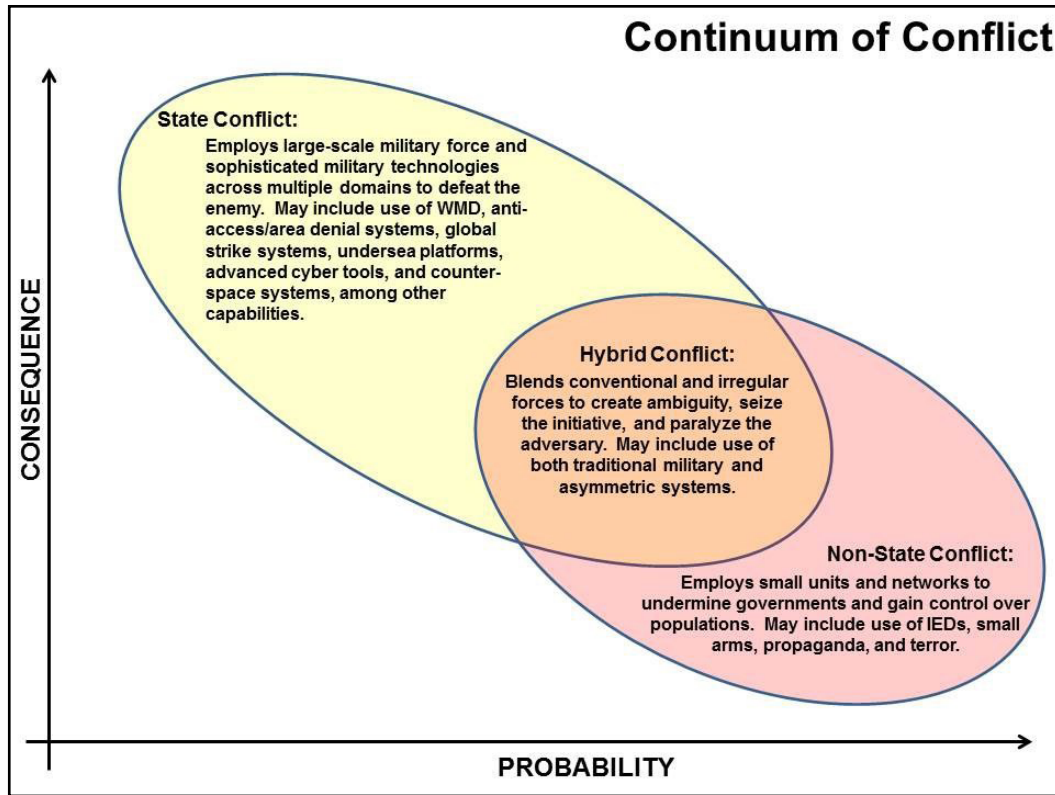 Continuum of Conflict
State Conflict:
Employs large-scale military force and
sophisticated military technologies
across multiple domains to defeat the
enemy.  May include use of WMD, anti-
access/area denial systems, global
strike systems, undersea platforms,
advanced cyber tools, and counter-
space systems, among other
capabilities.
CONSEQUENCE
Hybrid Conflict:
Blends conventional and irregular
forces to create ambiguity, seize
the initiative, and paralyze the
adversary.  May include use of
both traditional military and
asymmetric systems.
Non-State Conflict:
Employs small units and networks to
undermine governments and gain control over
populations.  May include use of IEDs, small
arms, propaganda, and terror.
PROBABILITY